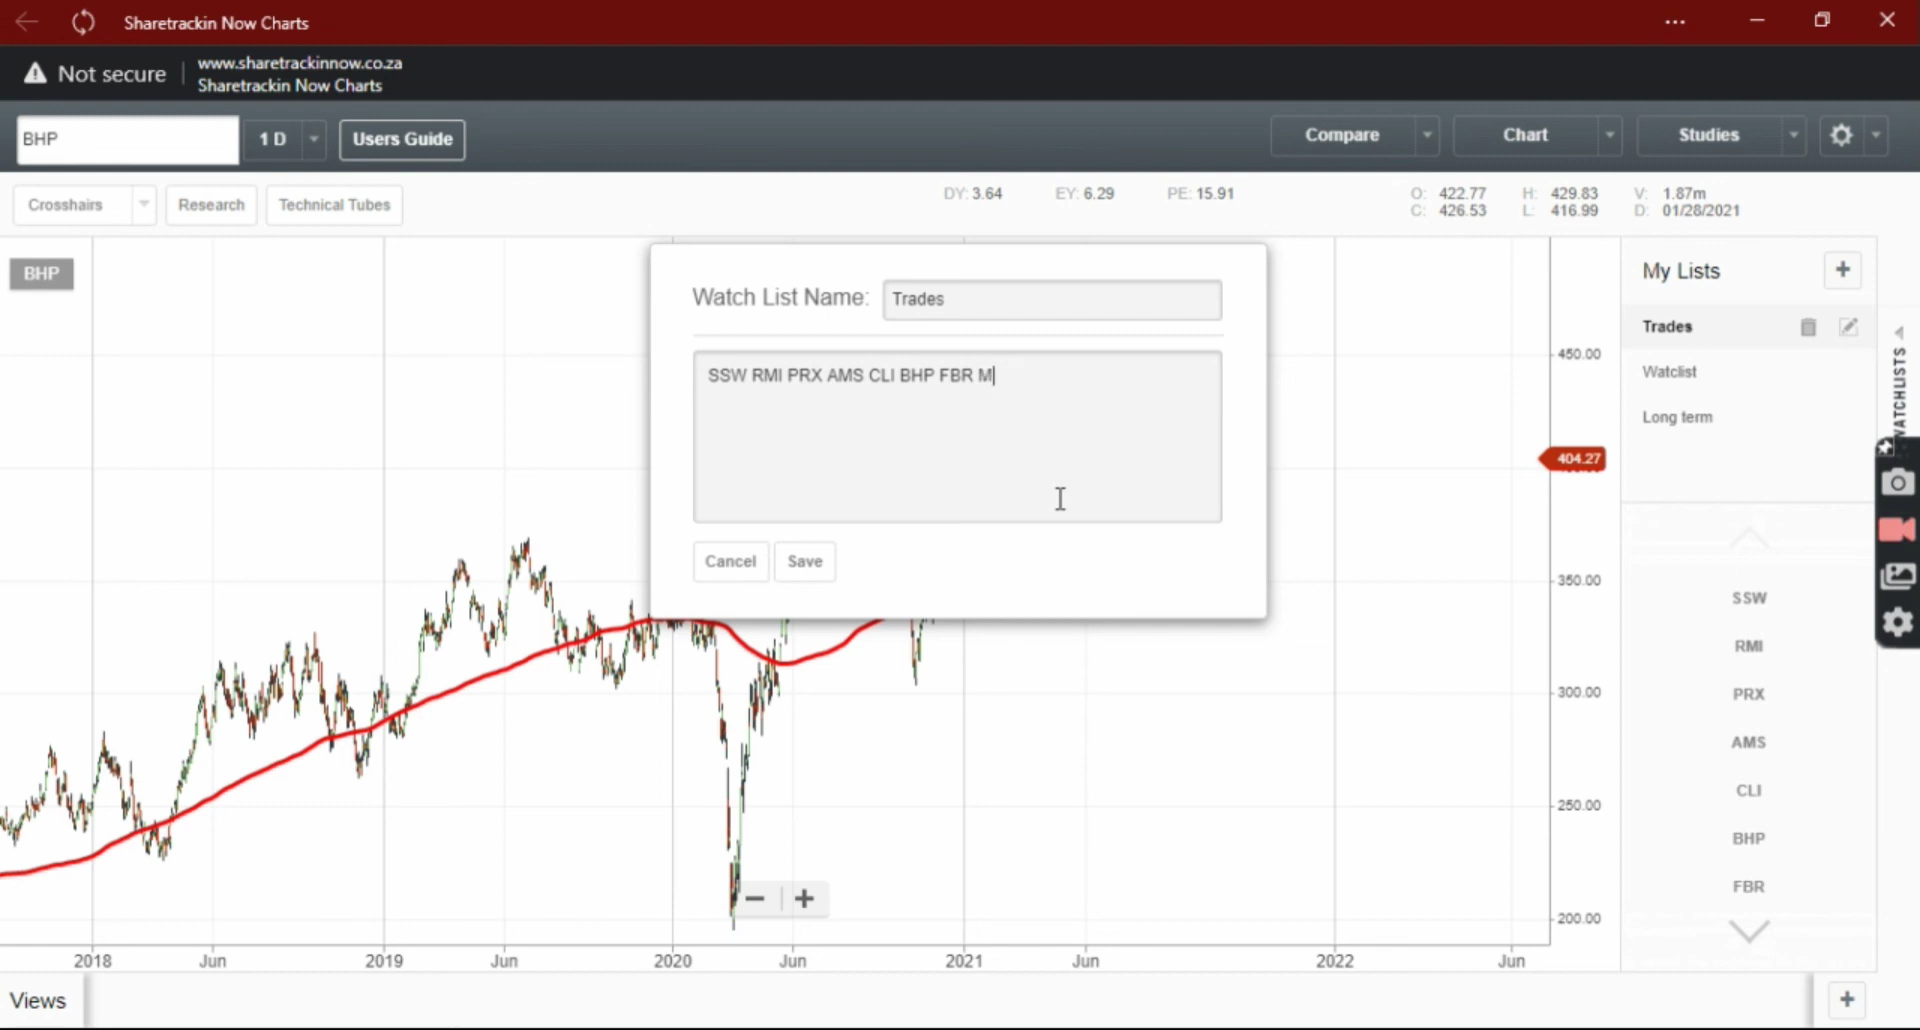 Sharetrackin Now Charts
Not secure
www.sharetrackinnow.co.za
Sharetrackin Now Charts
BHP
1 D
Users Guide
Compare
Chart
Studies
Crosshairs
Research
Technical Tubes
DY: 3.64
EY: 6.29
PE: 15.91
O: 422.77 H: 429.83 V: 1.87m
C: 426.53 L: 416.99 D: 01/28/2021
BHP
Watch List Name: Trades
SSW RMI PRX AMS CLI BHP FBR M
Cancel
Save
My Lists
Trades
Watclist
Long term
WATCHLISTS
450.00
404.27
350.00
300.00
250.00
200.00
SSW
RMI
PRX
AMS
CLI
BHP
FBR
2018 Jun 2019 Jun 2020 Jun 2021 Jun 2022 Jun
Views